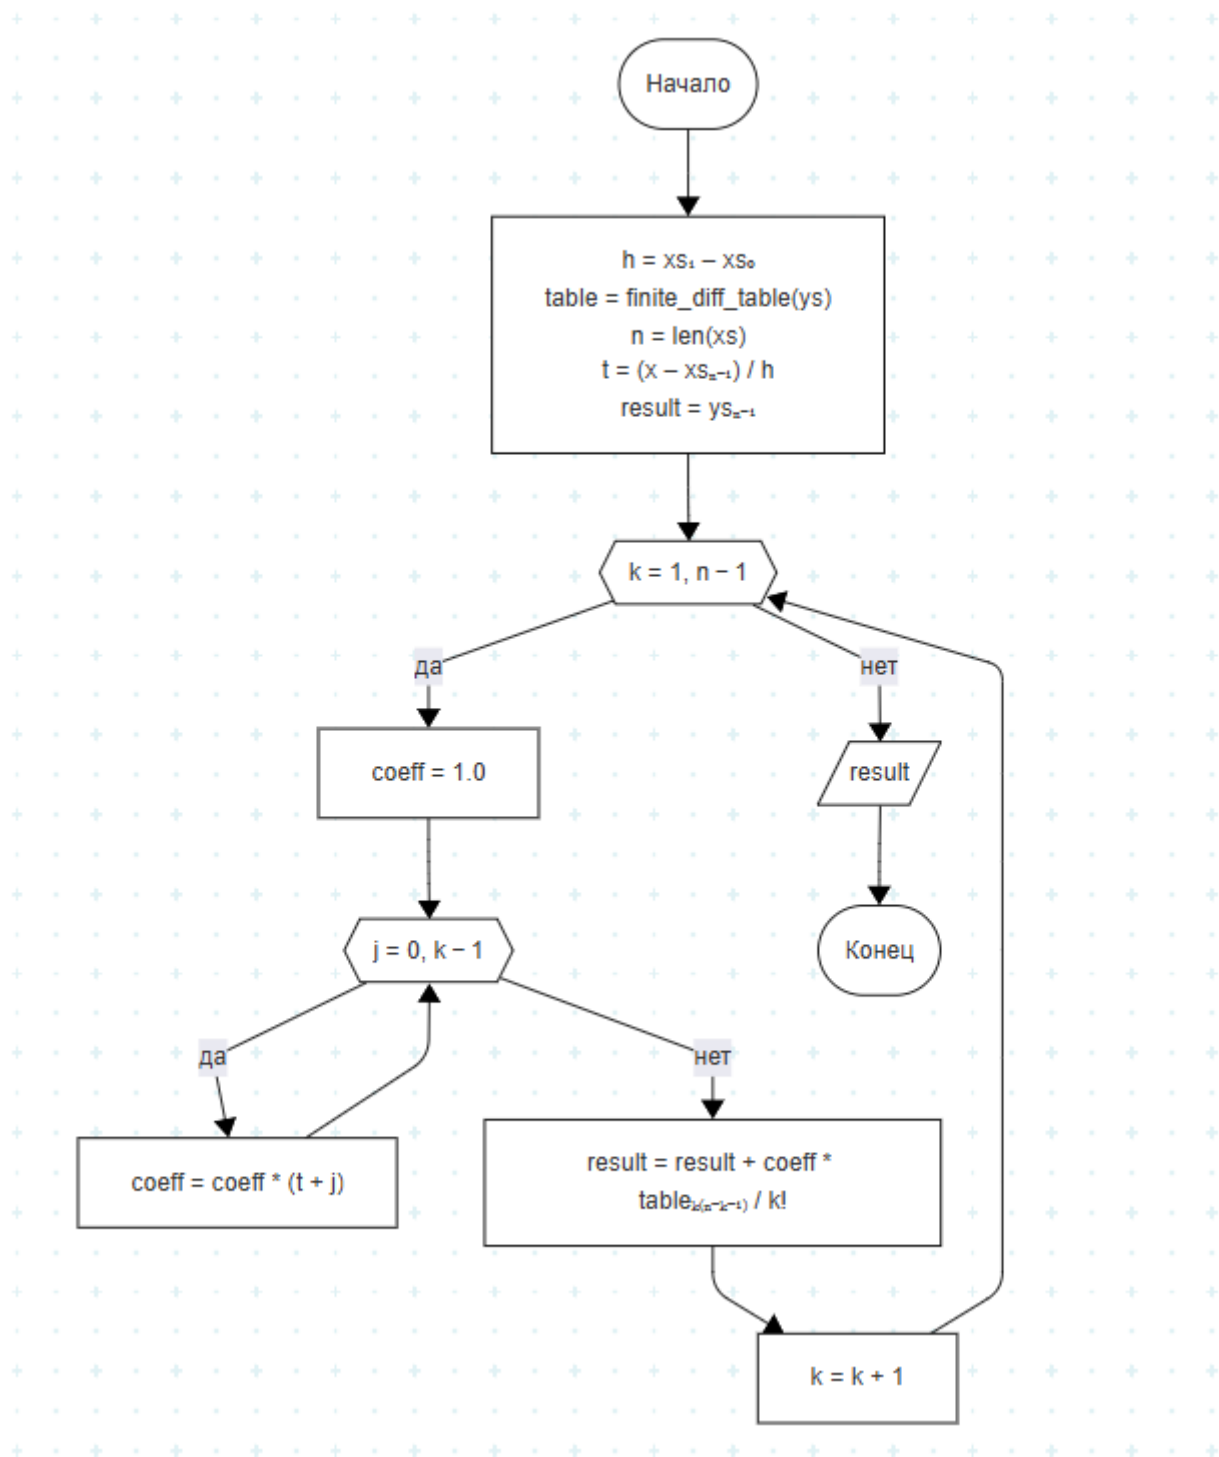 Начало
h = xs₁ – xs₀
table = finite_diff_table(ys)
n = len(xs)
t = (x – xsₙ₋₁) / h
result = ysₙ₋₁
k = 1, n − 1
да
нет
coeff = 1.0
result
j = 0, k − 1
Конец
да
нет
coeff = coeff * (t + j)
result = result + coeff *
tableₖ₍ₙ₋ₖ₋₁₎ / k!
k = k + 1